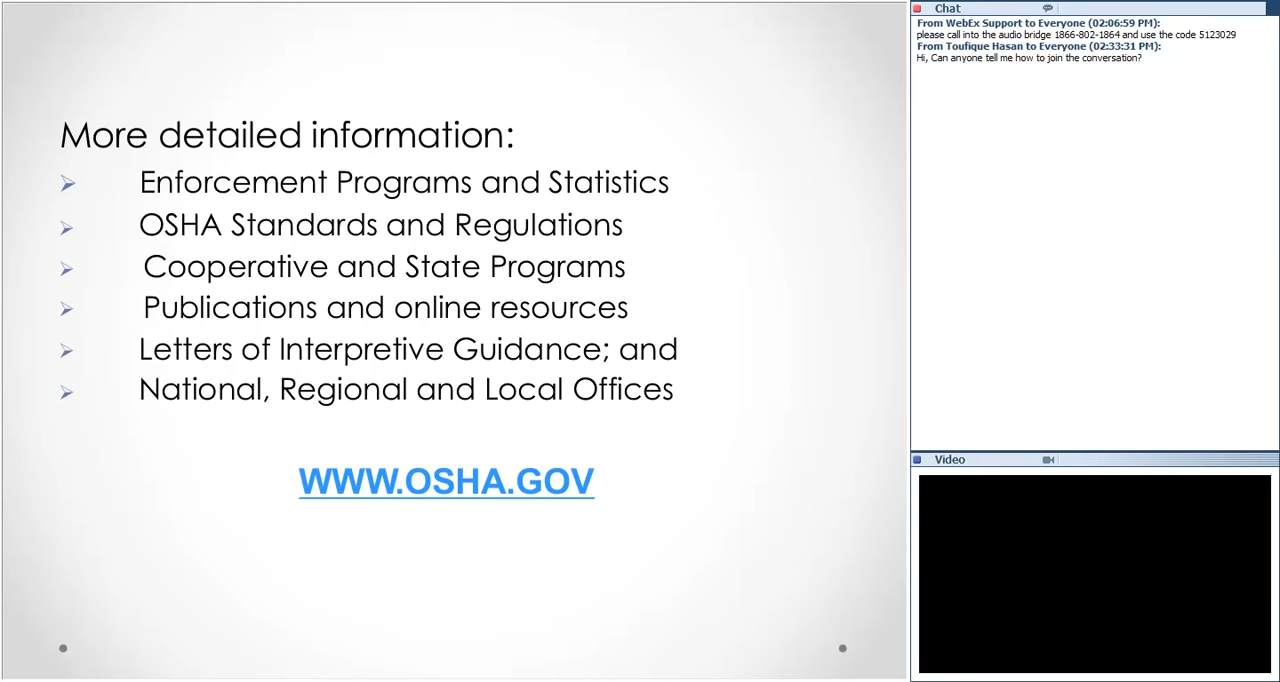 More detailed information:
Enforcement Programs and Statistics
OSHA Standards and Regulations
Cooperative and State Programs
Publications and online resources
Letters of Interpretive Guidance; and
National, Regional and Local Offices
WWW.OSHA.GOV
Chat
From WebEx Support to Everyone (02:06:59 PM):
please call into the audio bridge 1866-802-1864 and use the code 5123029
From Toufique Hasan to Everyone (02:33:31 PM):
Hi, Can anyone tell me how to join the conversation?
Video